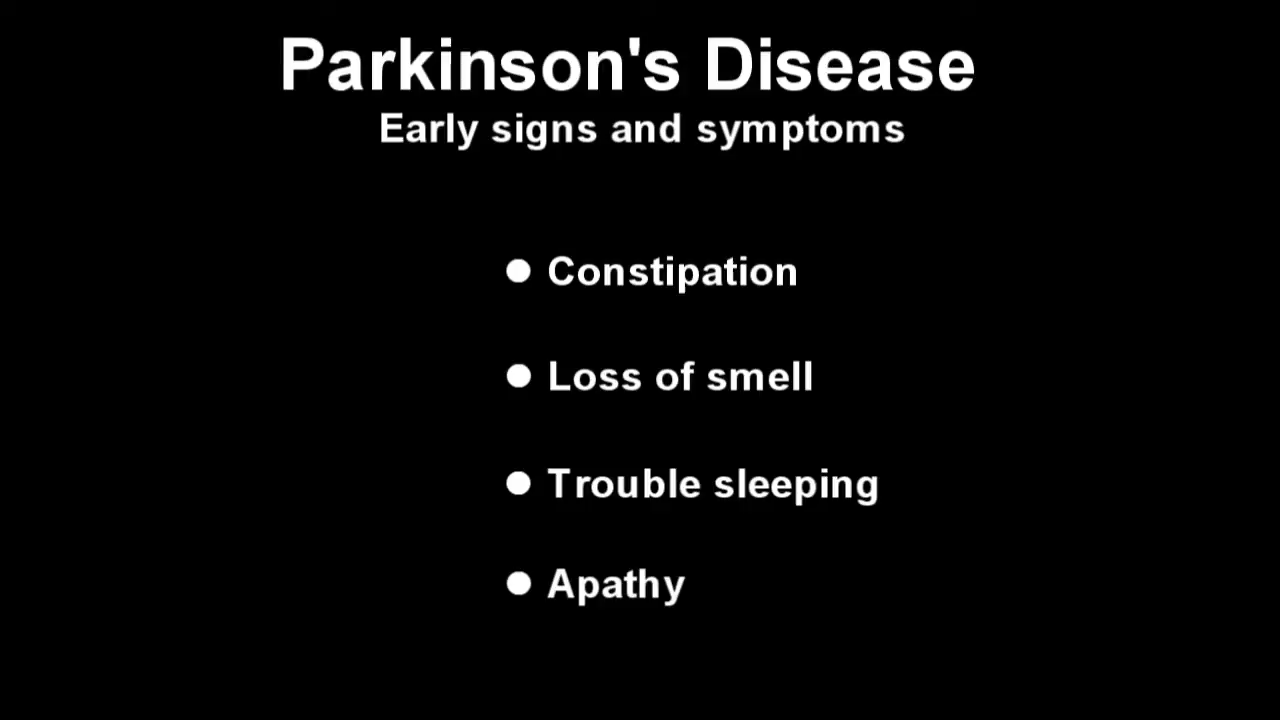 Parkinson's Disease
Early signs and symptoms
● Constipation
● Loss of smell
● Trouble sleeping
● Apathy